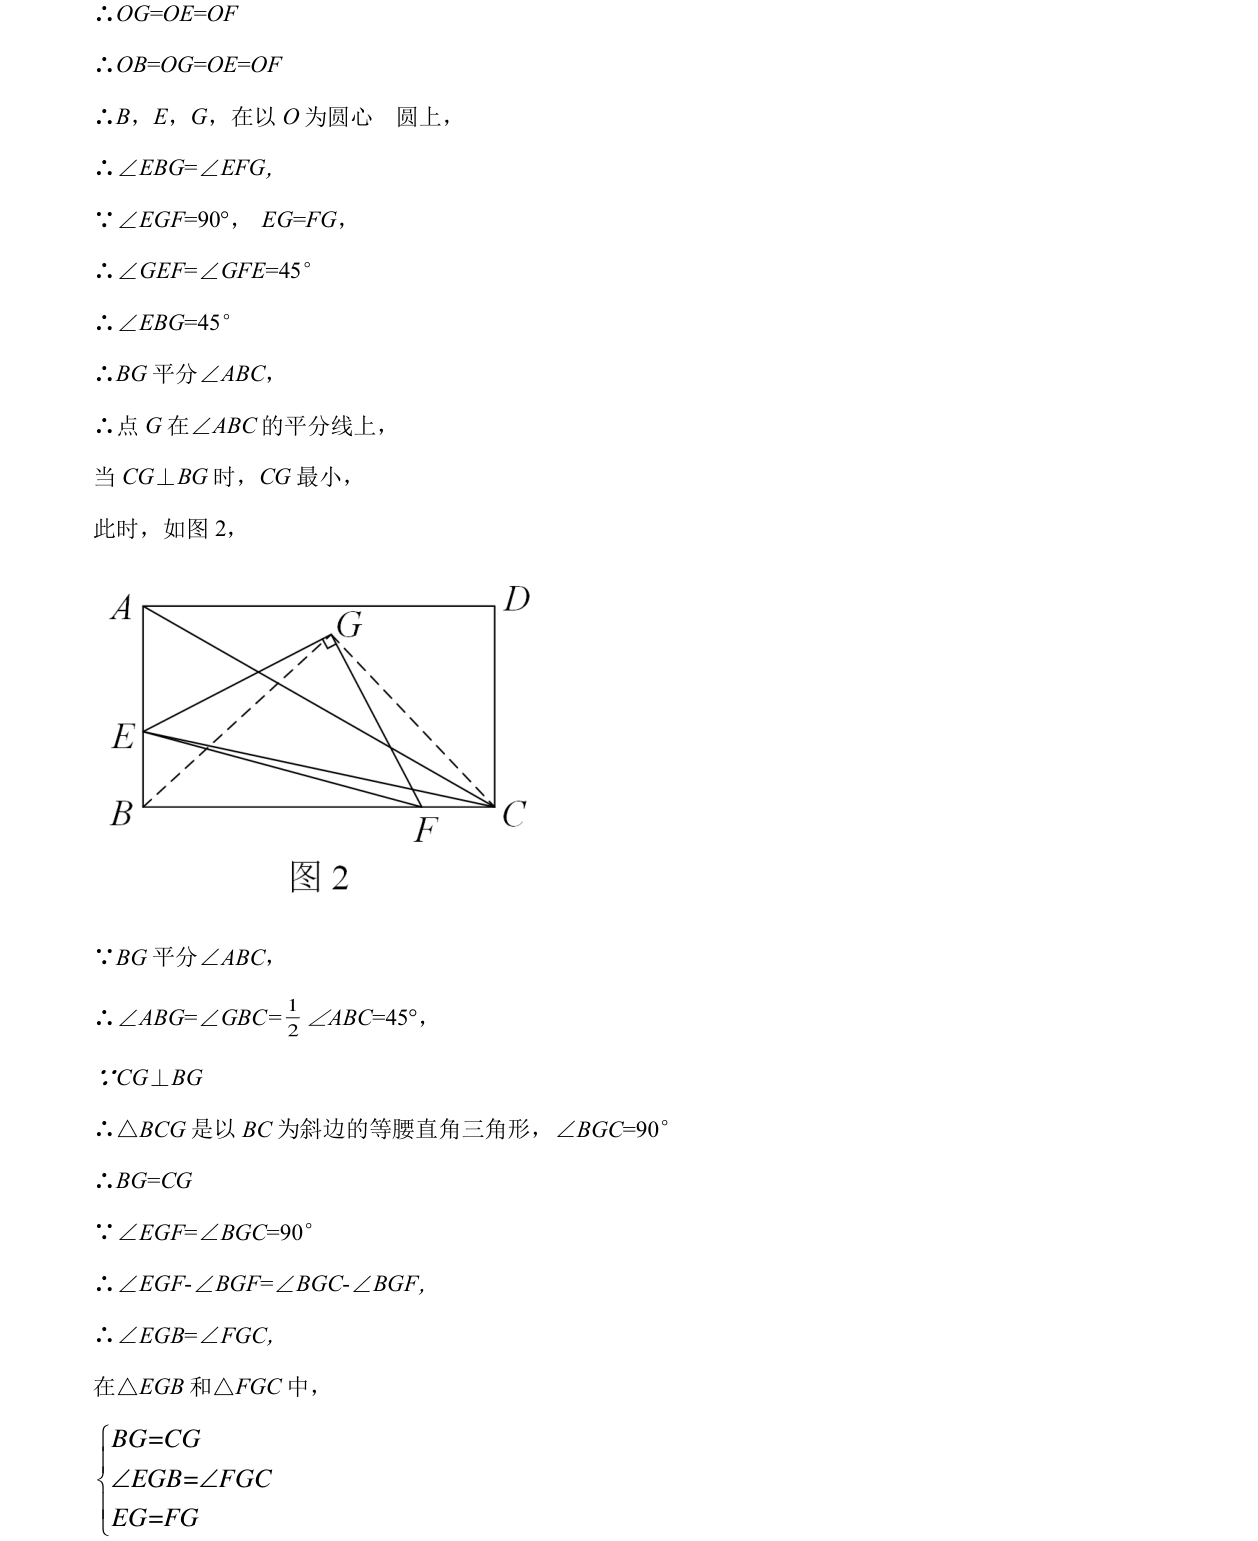 ∴OG=OE=OF
∴OB=OG=OE=OF
∴B，E，G，在以 O 为圆心 圆上，
∴∠EBG=∠EFG,
∵∠EGF=90°， EG=FG，
∴∠GEF=∠GFE=45°
∴∠EBG=45°
∴BG 平分∠ABC，
∴点 G 在∠ABC 的平分线上，
当 CG⊥BG 时，CG 最小，
此时，如图 2，
A
D
G
E
B
F
C
图 2
∵BG 平分∠ABC，
∴∠ABG=∠GBC=\frac{1}{2}∠ABC=45°，
∵CG⊥BG
∴△BCG 是以 BC 为斜边的等腰直角三角形，∠BGC=90°
∴BG=CG
∵∠EGF=∠BGC=90°
∴∠EGF-∠BGF=∠BGC-∠BGF,
∴∠EGB=∠FGC,
在△EGB 和△FGC 中，
BG=CG
∠EGB=∠FGC
EG=FG